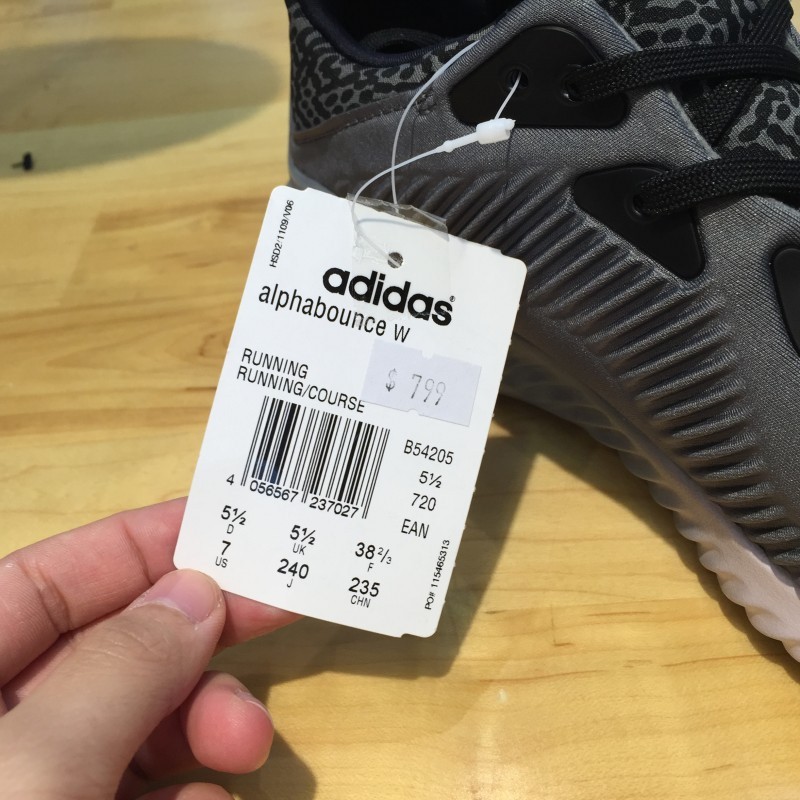 HSD2/1109/V06
adidas®
alphabounce W
$ 799
RUNNING
RUNNING/COURSE
B54205
5½
720
EAN
4 056567 237027
5½ D
5½ UK
38 2/3 F
7 US
240 J
235 CHN
PO# 115465313